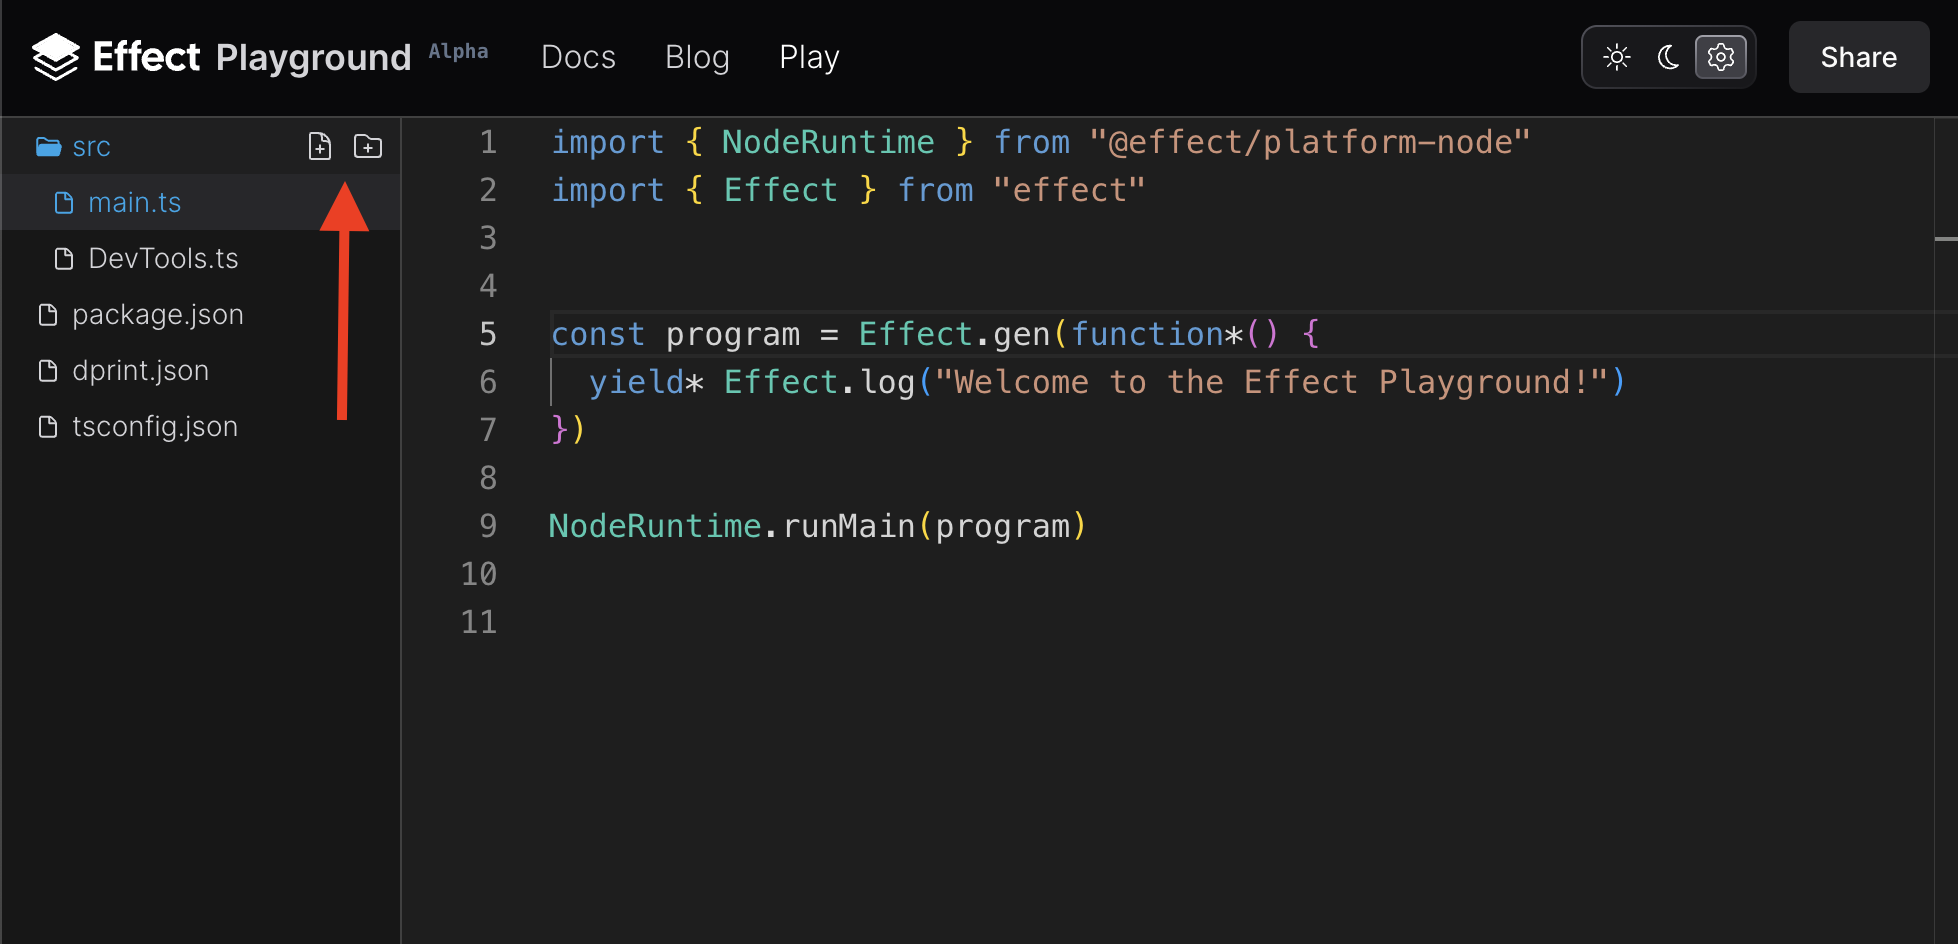 Effect Playground Alpha Docs Blog Play Share
src
main.ts
DevTools.ts
package.json
dprint.json
tsconfig.json
1 import { NodeRuntime } from "@effect/platform-node"
2 import { Effect } from "effect"
3
4
5 const program = Effect.gen(function*() {
6   yield* Effect.log("Welcome to the Effect Playground!")
7 })
8
9 NodeRuntime.runMain(program)
10
11